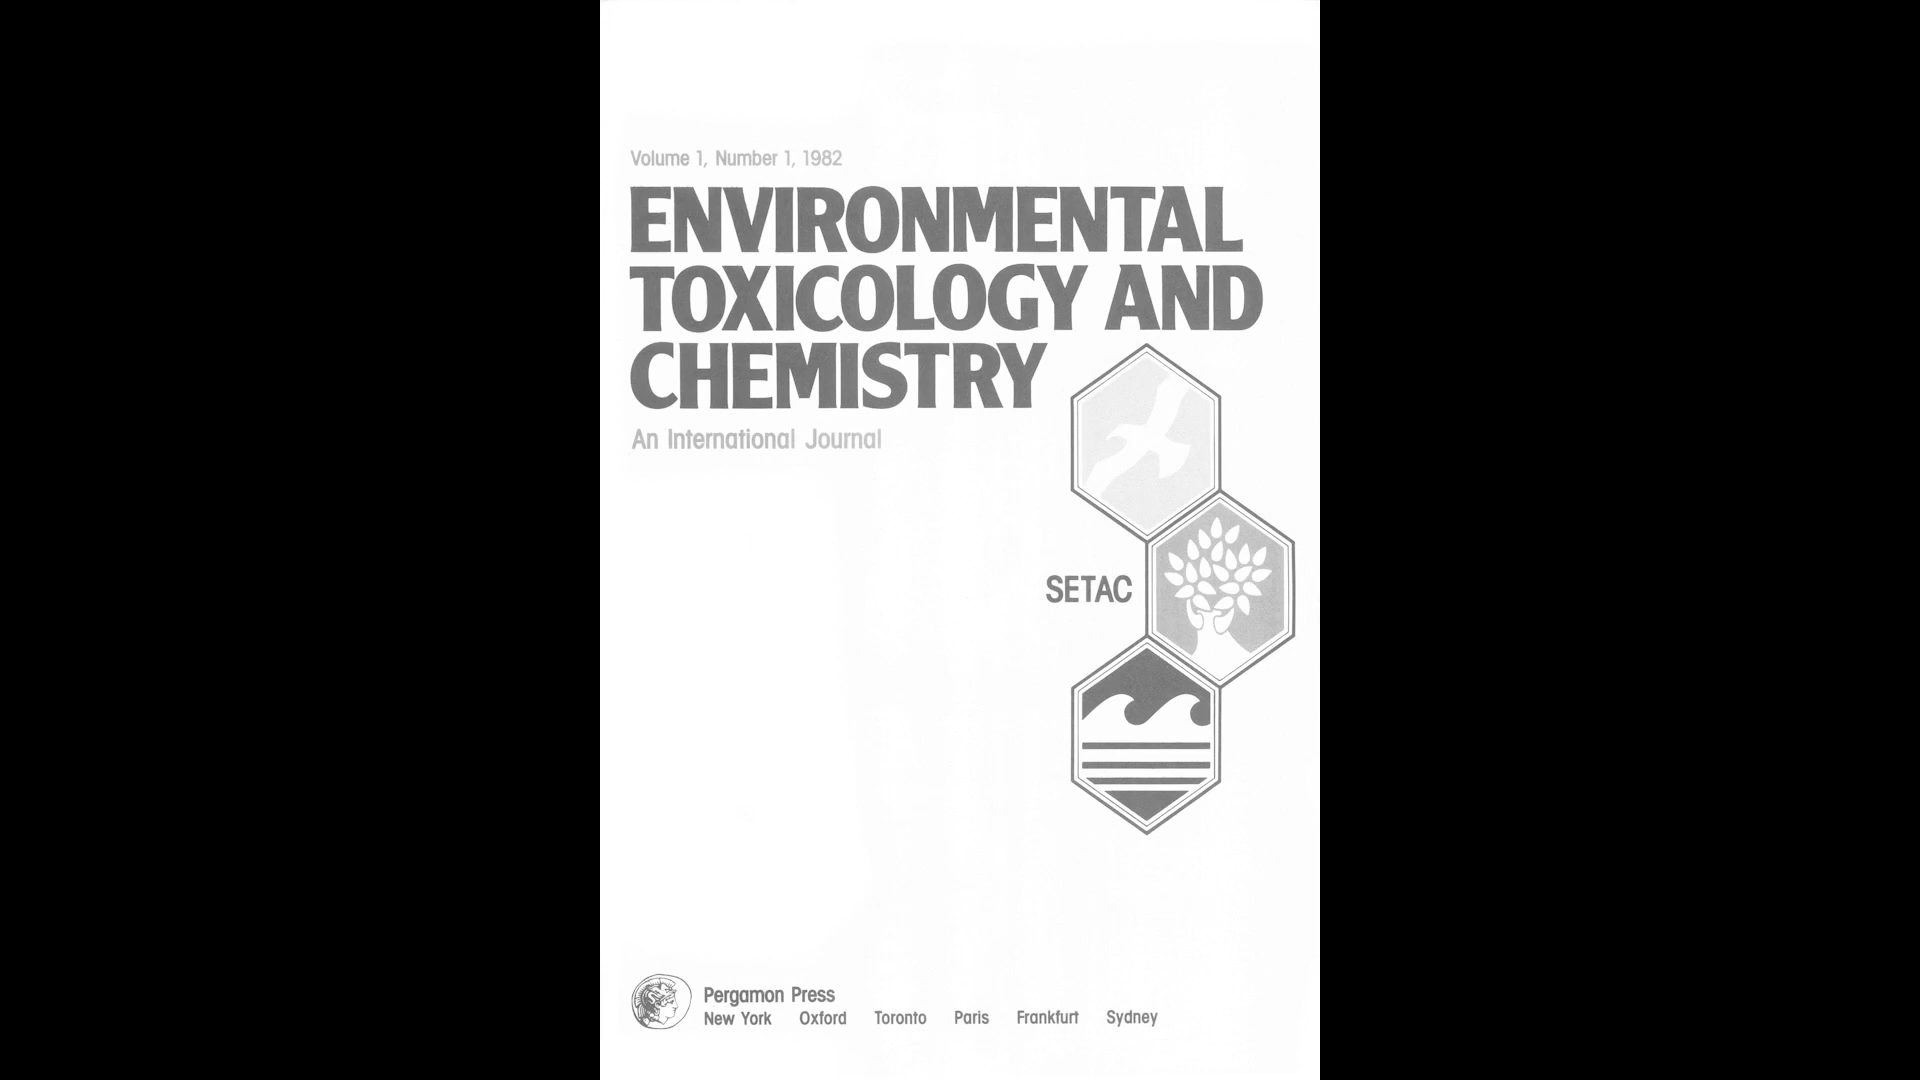 Volume 1, Number 1, 1982
ENVIRONMENTAL
TOXICOLOGY AND
CHEMISTRY
An International Journal
SETAC
Pergamon Press
New York Oxford Toronto Paris Frankfurt Sydney